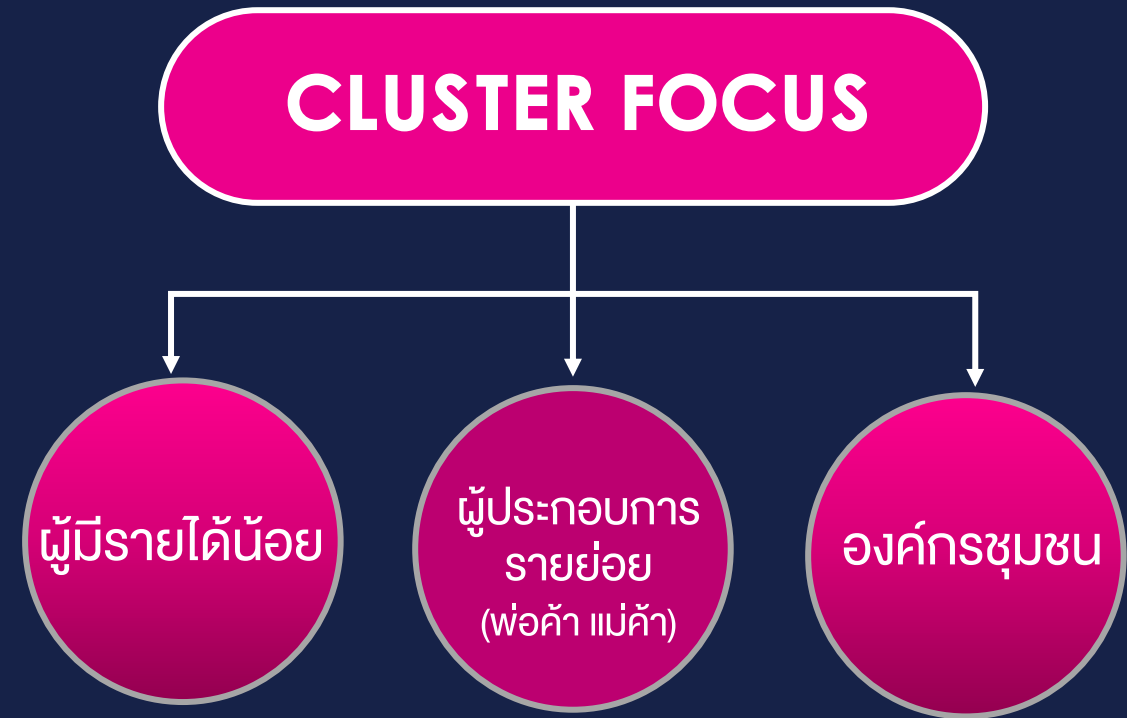 CLUSTER FOCUS
ผู้มีรายได้น้อย
ผู้ประกอบการ
รายย่อย
(พ่อค้า แม่ค้า)
องค์กรชุมชน